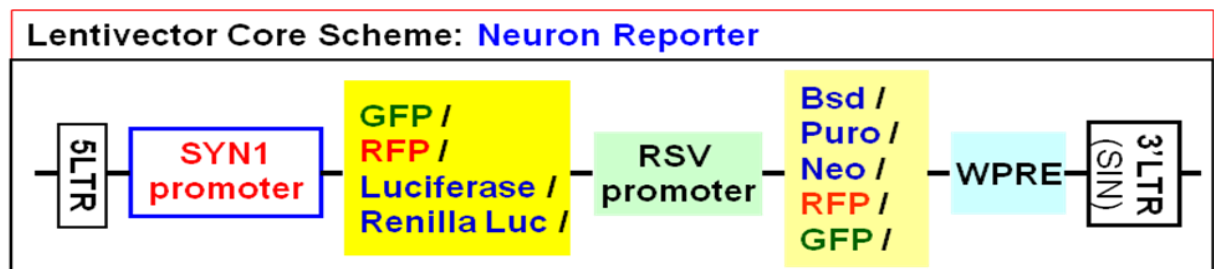 Lentivector Core Scheme: Neuron Reporter
5LTR
SYN1
promoter
GFP /
RFP /
Luciferase /
Renilla Luc /
RSV
promoter
Bsd /
Puro /
Neo /
RFP /
GFP /
WPRE
3'LTR
(SIN)